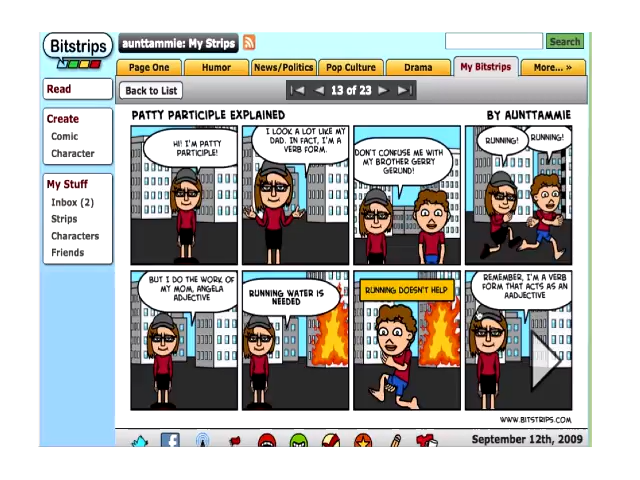 Bitstrips
aunttammie: My Strips
Search
Page One
Humor
News/Politics
Pop Culture
Drama
My Bitstrips
More... »
Read
Back to List
13 of 23
Create
Comic
Character
My Stuff
Inbox (2)
Strips
Characters
Friends
PATTY PARTICIPLE EXPLAINED
BY AUNTTAMMIE
HI! I'M PATTY
PARTICIPLE!
I LOOK A LOT LIKE MY
DAD. IN FACT, I'M A
VERB FORM.
DON'T CONFUSE ME WITH
MY BROTHER GERRY
GERUND!
RUNNING!
RUNNING!
BUT I DO THE WORK OF
MY MOM, ANGELA
ADJECTIVE
RUNNING WATER IS
NEEDED
RUNNING DOESN'T HELP
REMEMBER, I'M A VERB
FORM THAT ACTS AS AN
AADJECTIVE
WWW.BITSTRIPS.COM
September 12th, 2009